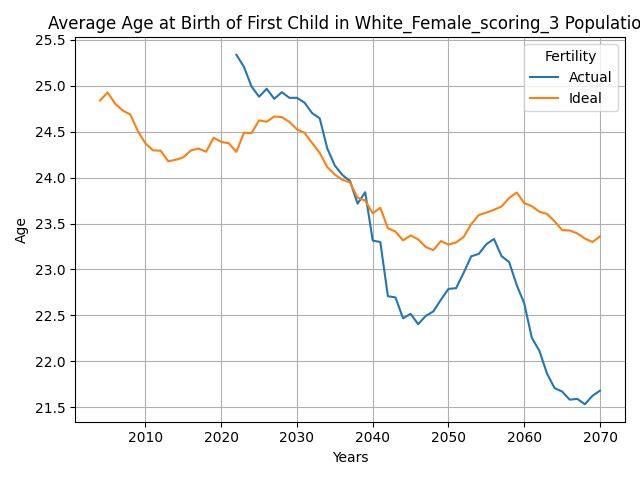 Average Age at Birth of First Child in White_Female_scoring_3 Populatio
25.5
25.0
24.5
24.0
23.5
23.0
22.5
22.0
21.5
Age
Fertility
Actual
Ideal
2010 2020 2030 2040 2050 2060 2070
Years